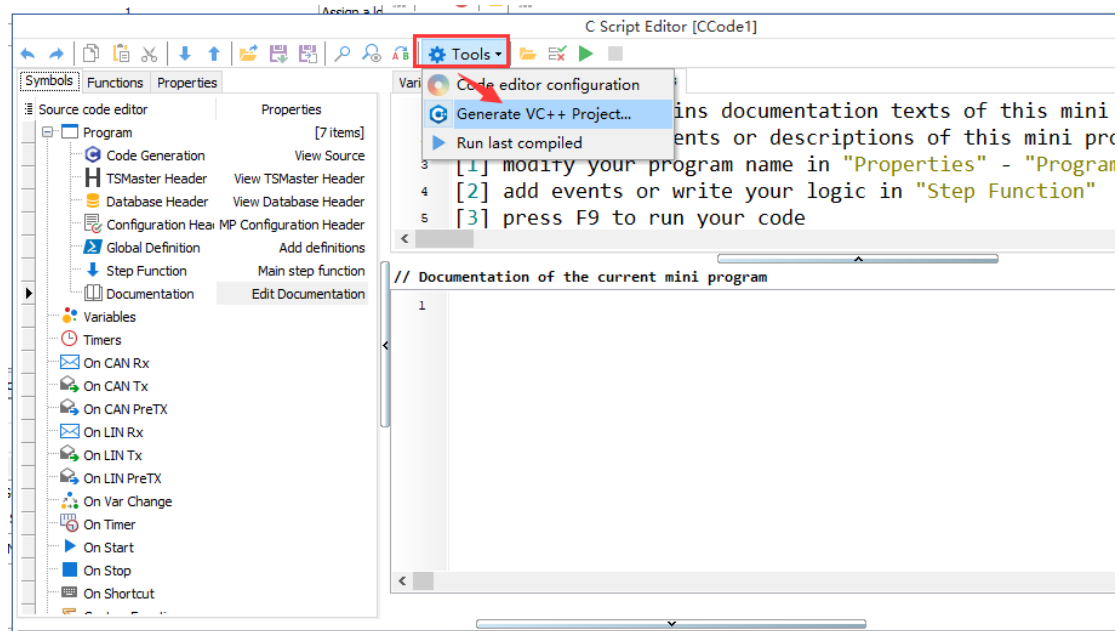 1
Assign a Id
C Script Editor [CCode1]
Tools
Symbols Functions Properties
Vari
Code editor configuration
Generate VC++ Project...
Run last compiled
ins documentation texts of this mini
ents or descriptions of this mini pro
3 [1] modify your program name in "Properties" - "Program
4 [2] add events or write your logic in "Step Function"
5 [3] press F9 to run your code
Source code editor Properties
Program [7 items]
Code Generation View Source
TSMaster Header View TSMaster Header
Database Header View Database Header
Configuration Hea MP Configuration Header
Global Definition Add definitions
Step Function Main step function
Documentation Edit Documentation
Variables
Timers
On CAN Rx
On CAN Tx
On CAN PreTX
On LIN Rx
On LIN Tx
On LIN PreTX
On Var Change
On Timer
On Start
On Stop
On Shortcut
// Documentation of the current mini program
1